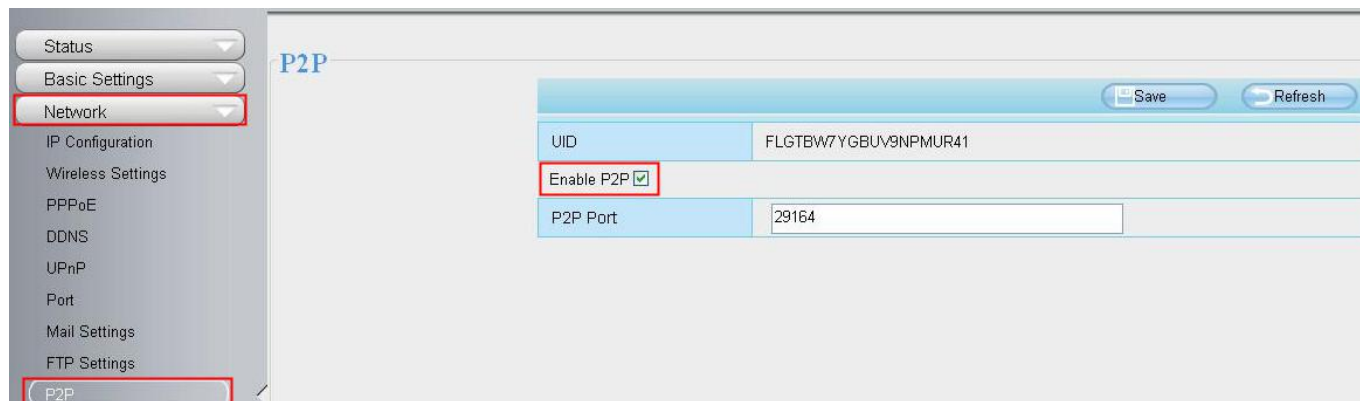 Status
Basic Settings
Network
IP Configuration
Wireless Settings
PPPoE
DDNS
UPnP
Port
Mail Settings
FTP Settings
P2P
P2P
Save Refresh
UID FLGTBW7YGBUV9NPMUR41
Enable P2P
P2P Port 29164